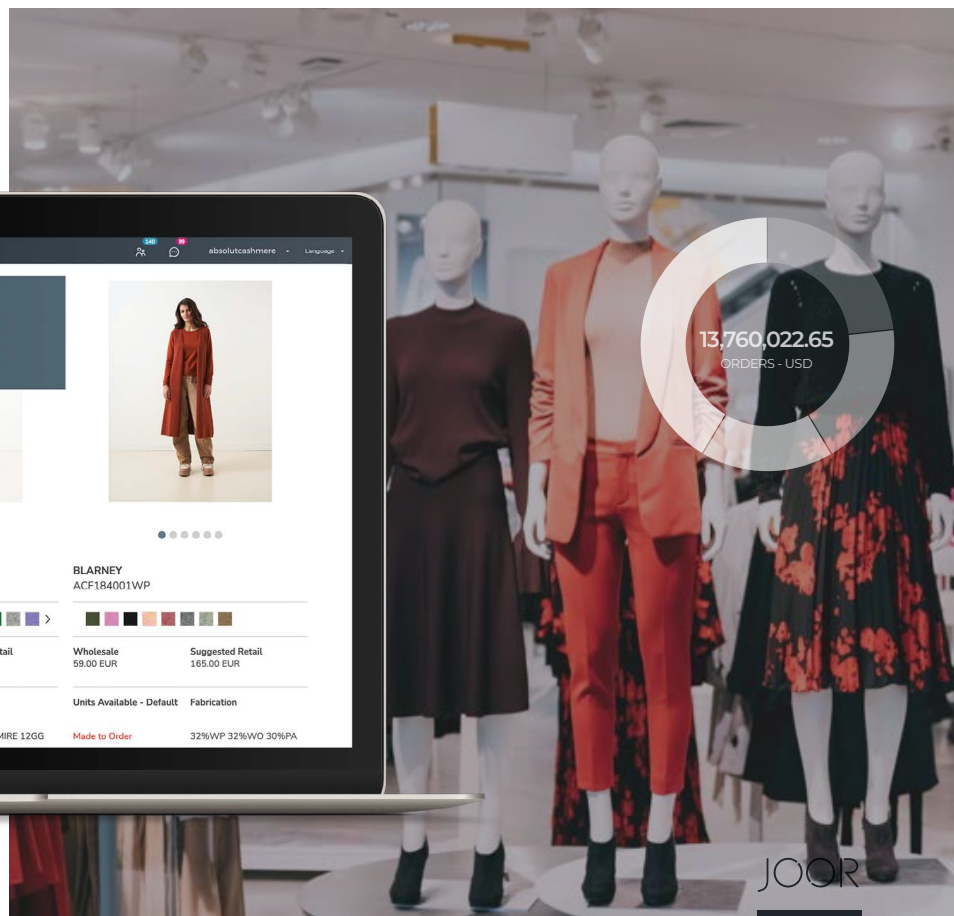 140
99
absolutcashmere
Language
13,760,022.65
ORDERS - USD
BLARNEY
ACF184001WP
tail
Wholesale
59.00 EUR
Suggested Retail
165.00 EUR
Units Available - Default
Fabrication
MIRE 12GG
Made to Order
32%WP 32%WO 30%PA
JOOR